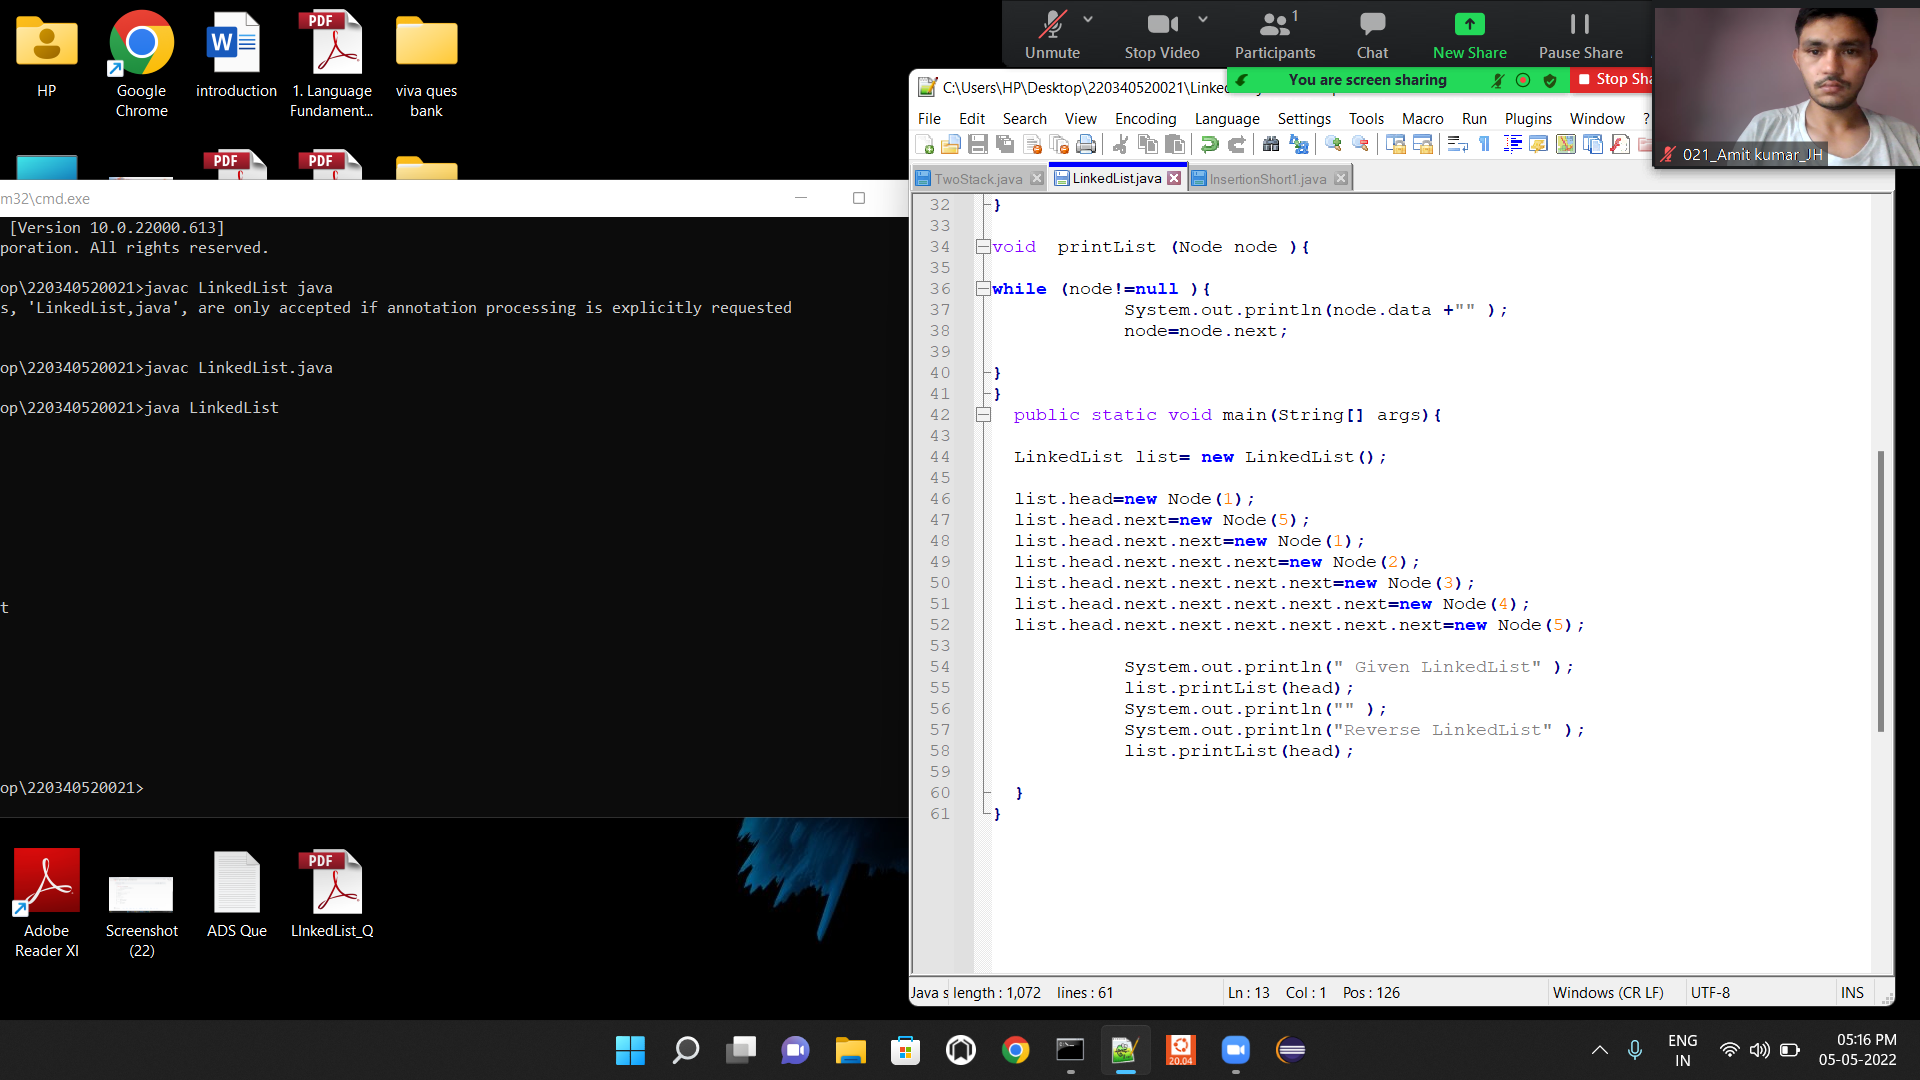 HP
Google
Chrome
introduction
1. Language
Fundament...
viva ques
bank
Unmute
Stop Video
Participants
1
Chat
New Share
Pause Share
You are screen sharing
Stop Sha
021_Amit kumar_JH
m32\cmd.exe
[Version 10.0.22000.613]
poration. All rights reserved.
op\220340520021>javac LinkedList java
s, 'LinkedList,java', are only accepted if annotation processing is explicitly requested
op\220340520021>javac LinkedList.java
op\220340520021>java LinkedList
t
op\220340520021>
C:\Users\HP\Desktop\220340520021\Linked
File Edit Search View Encoding Language Settings Tools Macro Run Plugins Window ?
TwoStack.java LinkedList.java InsertionShort1.java
32 }
33
34 void  printList (Node node ){
35
36 while (node!=null ){
37 System.out.println(node.data +"" );
38 node=node.next;
39
40 }
41 }
42 public static void main(String[] args){
43
44 LinkedList list= new LinkedList();
45
46 list.head=new Node(1);
47 list.head.next=new Node(5);
48 list.head.next.next=new Node(1);
49 list.head.next.next.next=new Node(2);
50 list.head.next.next.next.next=new Node(3);
51 list.head.next.next.next.next.next=new Node(4);
52 list.head.next.next.next.next.next.next=new Node(5);
53
54 System.out.println(" Given LinkedList" );
55 list.printList(head);
56 System.out.println("" );
57 System.out.println("Reverse LinkedList" );
58 list.printList(head);
59
60 }
61 }
Java s length : 1,072 lines : 61 Ln : 13 Col : 1 Pos : 126 Windows (CR LF) UTF-8 INS
PDF
Adobe
Reader XI
Screenshot
(22)
ADS Que
LInkedList_Q
20.04
ENG
IN
05:16 PM
05-05-2022